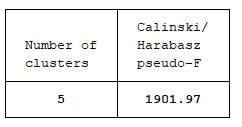 Number of
clusters
Calinski/
Harabasz
pseudo-F
5
1901.97